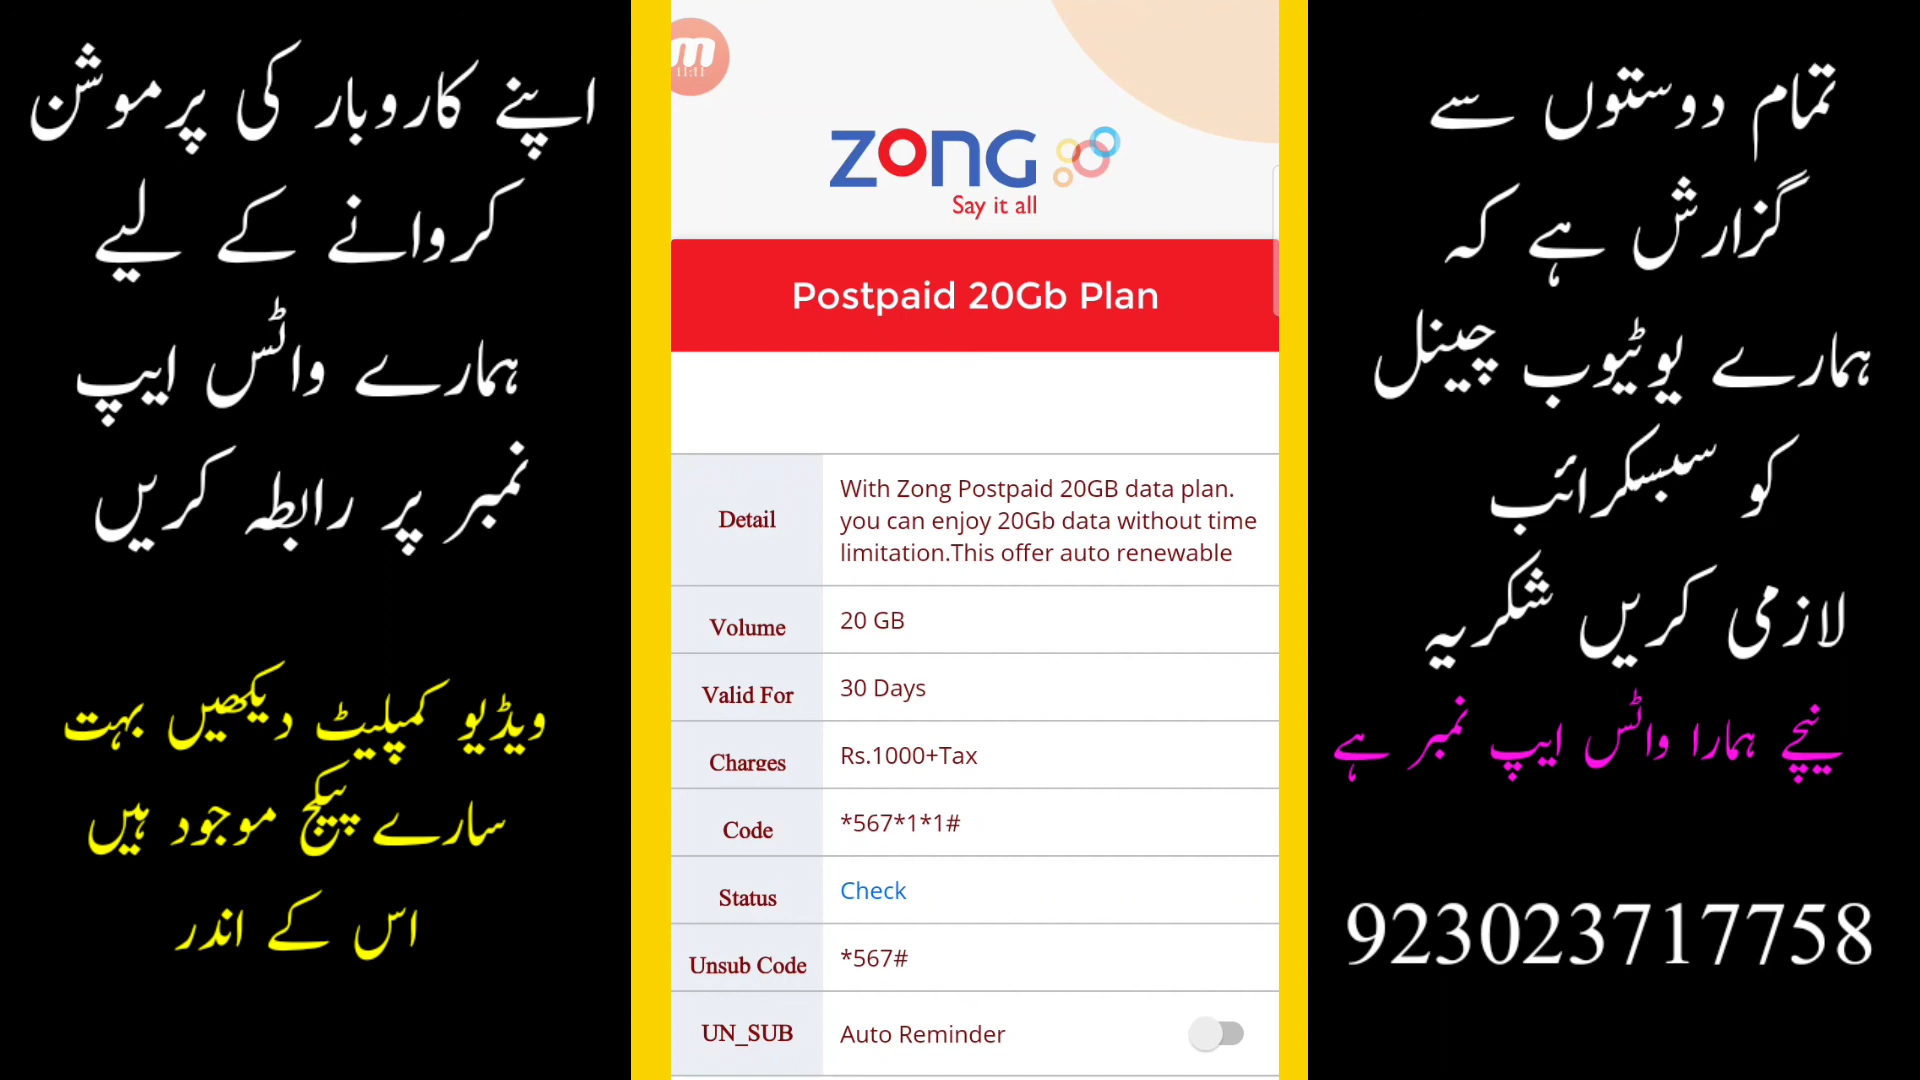 اپنے کاروبار کی پرموشن
کروانے کے لیے
ہمارے واٹس ایپ
نمبر پر رابطہ کریں
ویڈیو کمپلیٹ دیکھیں بہت
سارے پیکج موجود ہیں
اس کے اندر
m
11:11
ZONG
Say it all
Postpaid 20Gb Plan
Detail
With Zong Postpaid 20GB data plan.
you can enjoy 20Gb data without time
limitation.This offer auto renewable
Volume
20 GB
Valid For
30 Days
Charges
Rs.1000+Tax
Code
*567*1*1#
Status
Check
Unsub Code
*567#
UN_SUB
Auto Reminder
تمام دوستوں سے
گزارش ہے کہ
ہمارے یوٹیوب چینل
کو سبسکرائب
لازمی کریں شکریہ
نیچے ہمارا واٹس ایپ نمبر ہے
923023717758